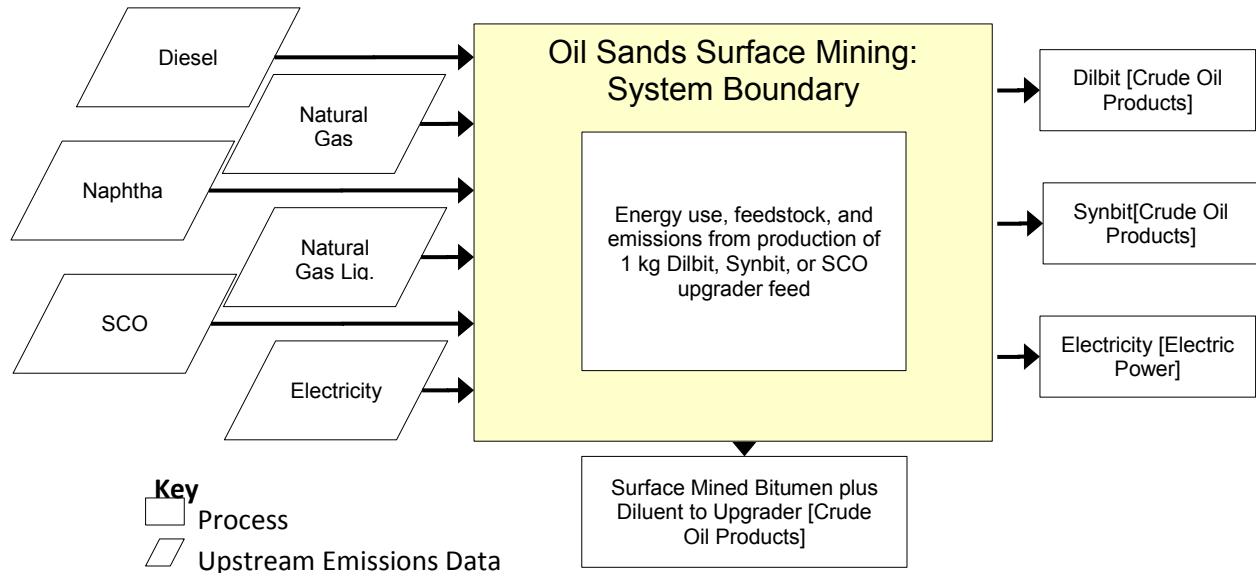 Diesel
Natural
Gas
Naphtha
Natural
Gas Liq.
SCO
Electricity
Oil Sands Surface Mining:
System Boundary
Energy use, feedstock, and
emissions from production of
1 kg Dilbit, Synbit, or SCO
upgrader feed
Dilbit [Crude Oil
Products]
Synbit[Crude Oil
Products]
Electricity [Electric
Power]
Surface Mined Bitumen plus
Diluent to Upgrader [Crude
Oil Products]
Key
Process
Upstream Emissions Data